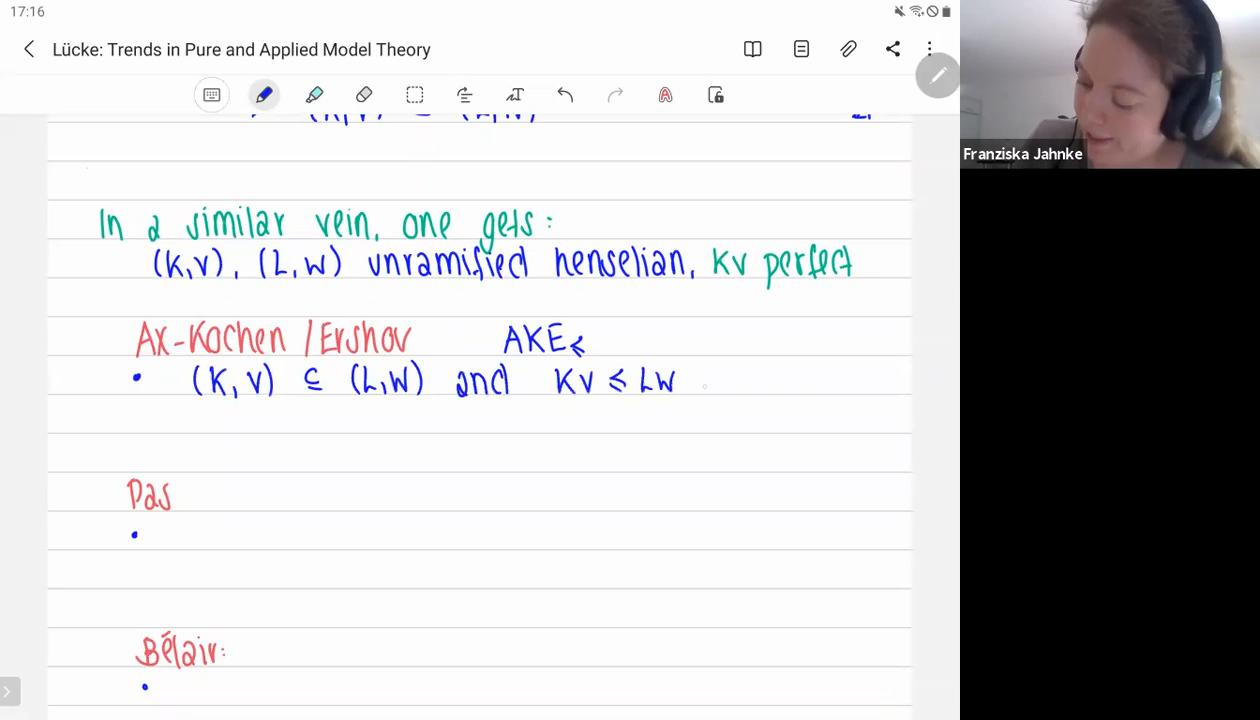 17:16
Lücke: Trends in Pure and Applied Model Theory
Franziska Jahnke
In a similar vein, one gets:
(K,v), (L,w) unramified henselian, Kv perfect
Ax-Kochen / Ershov AKE≼
• (K,v) ⊆ (L,w) and Kv ≼ Lw
Pas
•
Bélair:
•